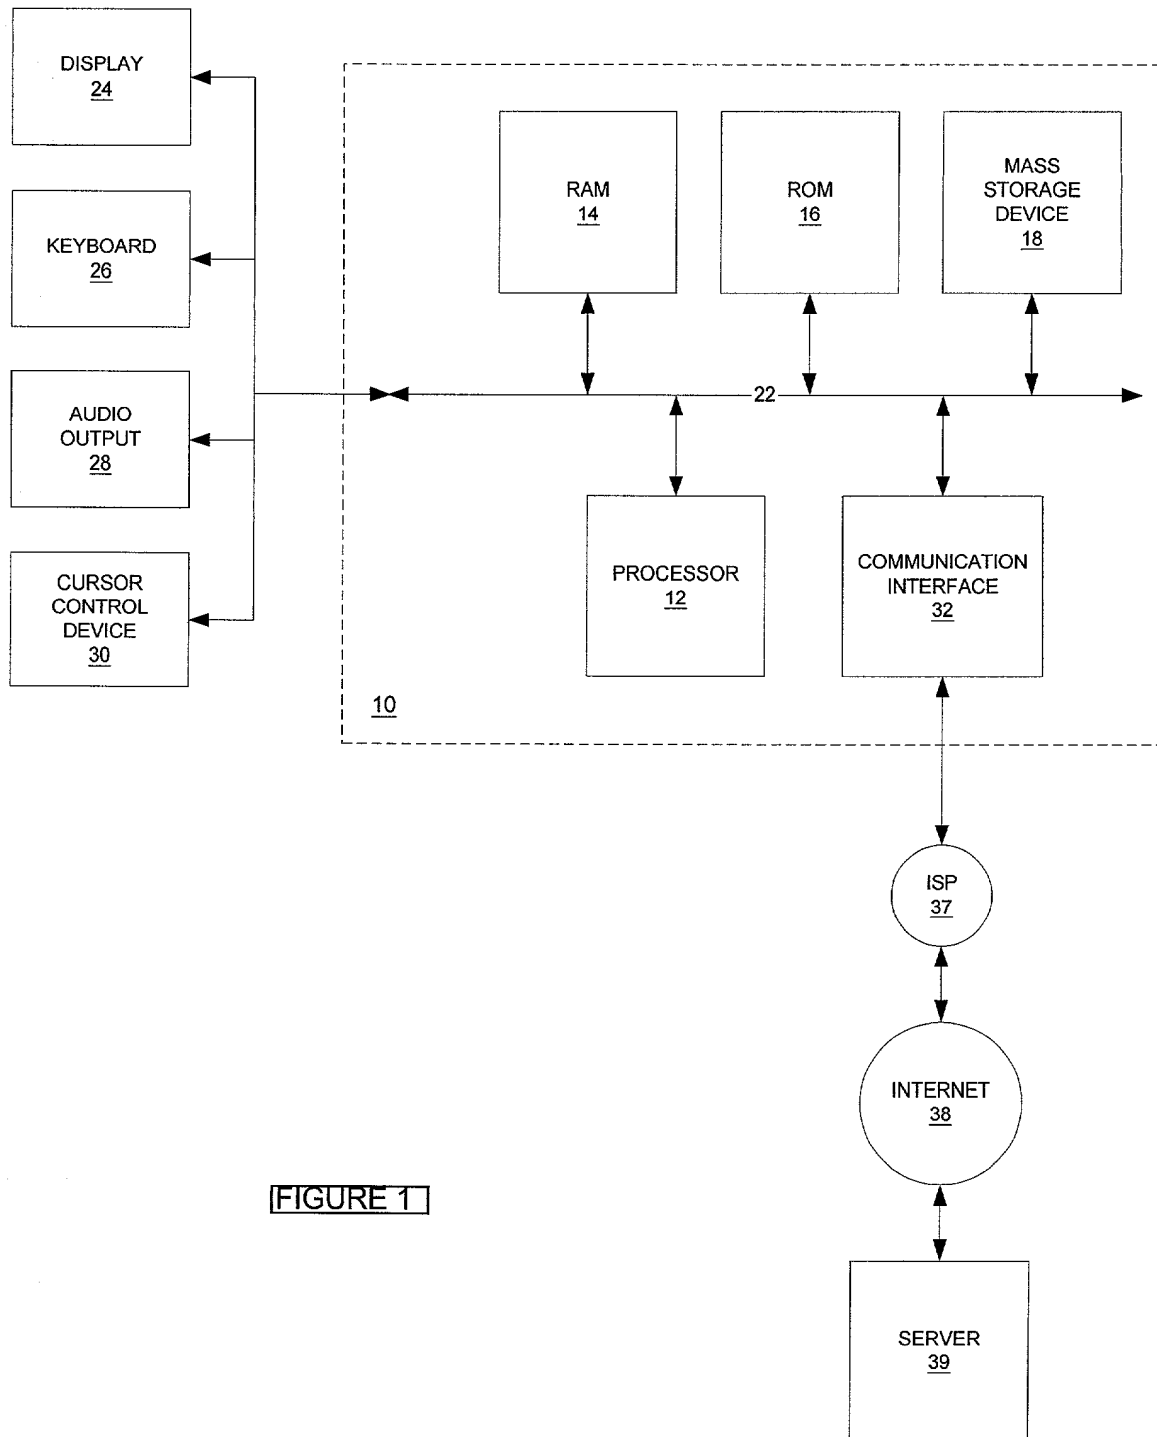 DISPLAY
24
KEYBOARD
26
AUDIO
OUTPUT
28
CURSOR
CONTROL
DEVICE
30
RAM
14
ROM
16
MASS
STORAGE
DEVICE
18
22
PROCESSOR
12
COMMUNICATION
INTERFACE
32
10
ISP
37
INTERNET
38
SERVER
39
FIGURE 1